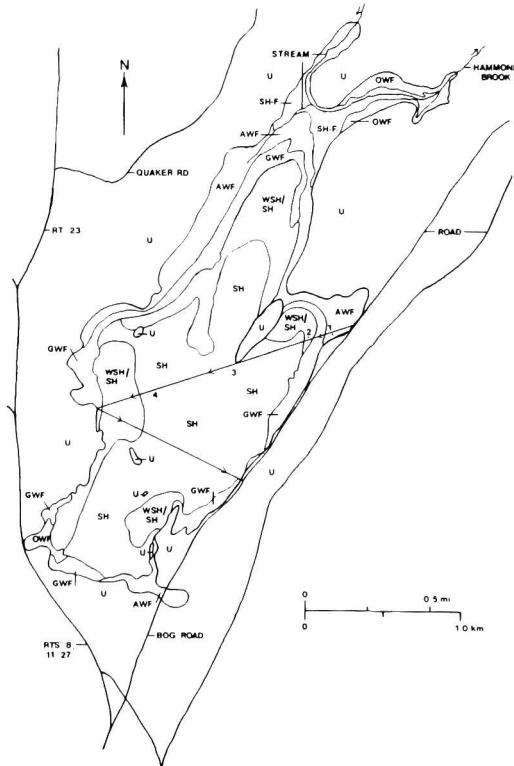 STREAM
HAMMOND
BROOK
U
U
OWF
SH-F
N
SH-F
OWF
AWF
GWF
AWF
QUAKER RD
WSH/
SH
U
RT 23
ROAD
U
SH
WSH/
SH
AWF
U
2
1
U
GWF
3
WSH/
SH
SH
SH
4
SH
GWF
U
U
U
GWF
U
GWF
SH
WSH/
SH
OWF
U
U
GWF
U
AWF
0 0.5 mi
0 1.0 km
RTS 8
11 27
BOG ROAD